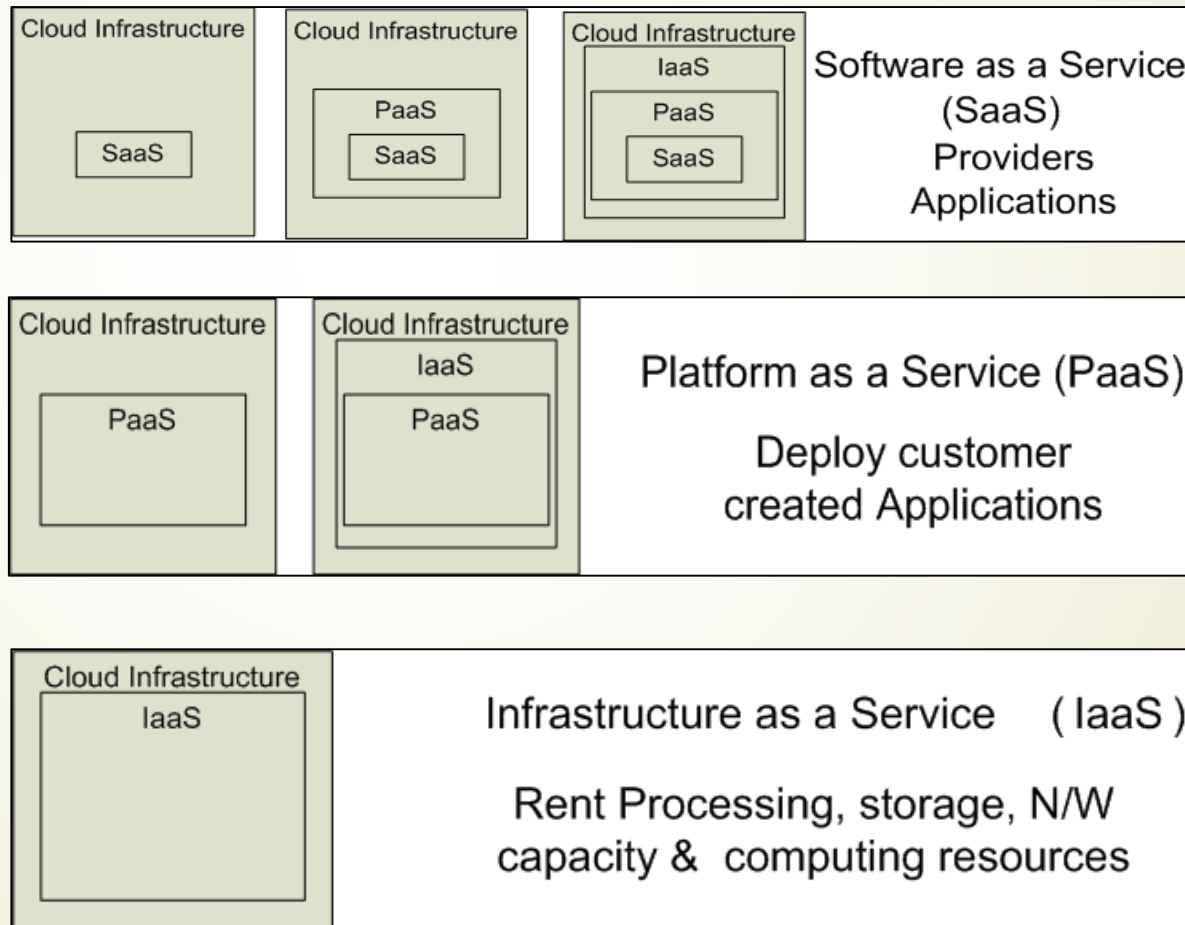 Cloud Infrastructure
SaaS
Cloud Infrastructure
PaaS
SaaS
Cloud Infrastructure
IaaS
PaaS
SaaS
Software as a Service
(SaaS)
Providers
Applications
Cloud Infrastructure
PaaS
Cloud Infrastructure
IaaS
PaaS
Platform as a Service (PaaS)
Deploy customer
created Applications
Cloud Infrastructure
IaaS
Infrastructure as a Service ( IaaS )
Rent Processing, storage, N/W
capacity & computing resources